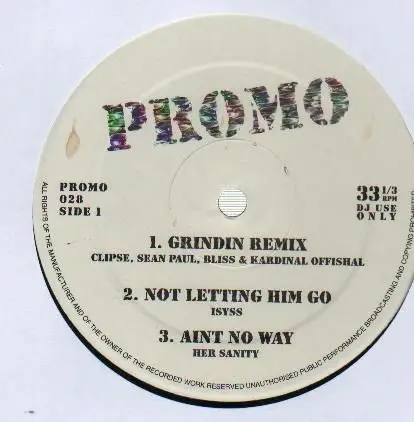 PROMO
PROMO
028
SIDE 1
33 1/3
RPM
DJ USE
ONLY
1. GRINDIN REMIX
CLIPSE, SEAN PAUL, BLISS & KARDINAL OFFISHAL
2. NOT LETTING HIM GO
ISYSS
3. AINT NO WAY
HER SANITY
ALL RIGHTS OF THE MANUFACTURER AND OF THE OWNER OF THE RECORDED WORK RESERVED UNAUTHORISED PUBLIC PERFORMANCE BROADCASTING AND COPYING PROHIBITED